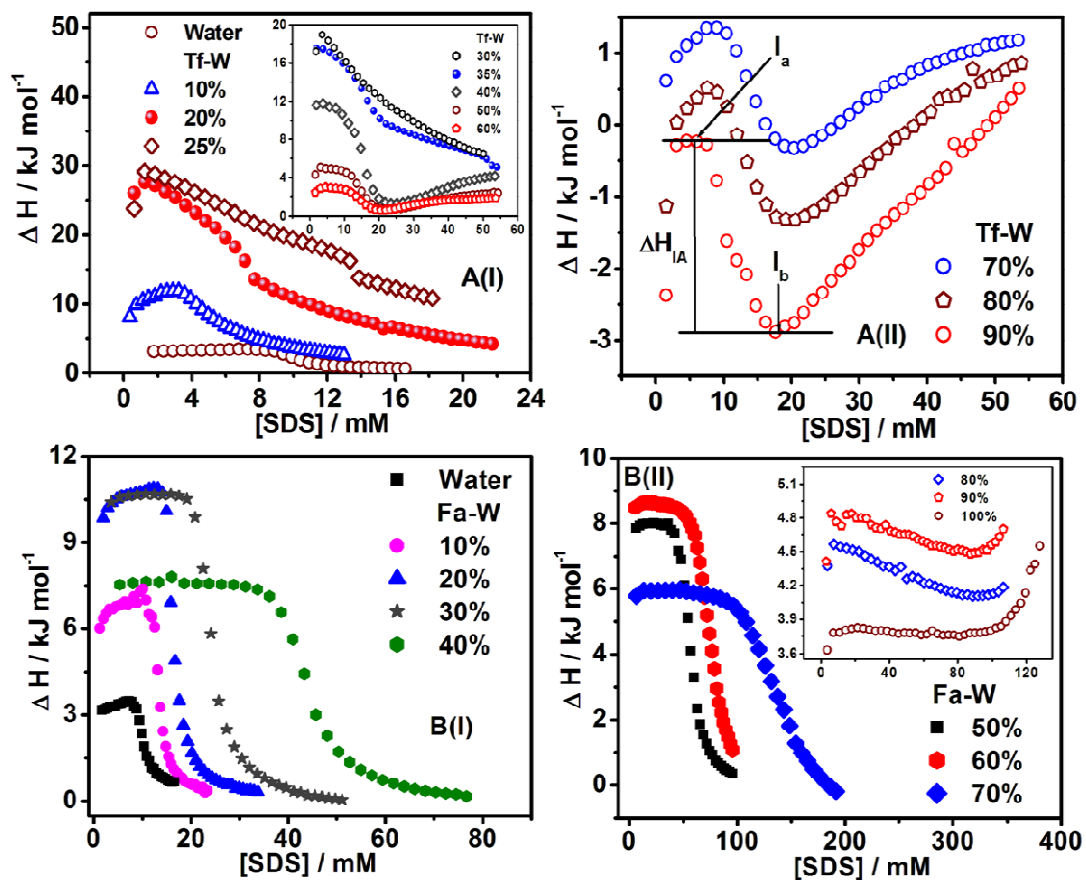 Δ H / kJ mol-1
50
40
30
20
10
0
Water
Tf-W
10%
20%
25%
20
16
12
8
4
0
Tf-W
30%
35%
40%
50%
60%
0 10 20 30 40 50 60
A(I)
0 4 8 12 16 20 24
[SDS] / mM
Δ H / kJ mol-1
1
0
-1
-2
-3
Ia
ΔHIA
Ib
Tf-W
70%
80%
90%
A(II)
0 10 20 30 40 50 60
[SDS] / mM
Δ H / kJ mol-1
12
9
6
3
0
Water
Fa-W
10%
20%
30%
40%
B(I)
0 20 40 60 80
[SDS] / mM
Δ H / kJ mol-1
10
8
6
4
2
0
B(II)
5.1
4.8
4.5
4.2
3.9
3.6
80%
90%
100%
0 40 80 120
Fa-W
50%
60%
70%
0 100 200 300 400
[SDS] / mM